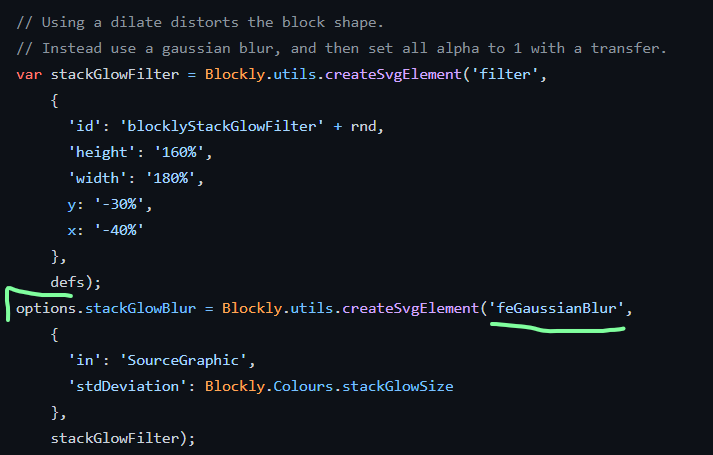 // Using a dilate distorts the block shape.
// Instead use a gaussian blur, and then set all alpha to 1 with a transfer.
var stackGlowFilter = Blockly.utils.createSvgElement('filter',
    {
      'id': 'blocklyStackGlowFilter' + rnd,
      'height': '160%',
      'width': '180%',
      y: '-30%',
      x: '-40%'
    },
    defs);
options.stackGlowBlur = Blockly.utils.createSvgElement('feGaussianBlur',
    {
      'in': 'SourceGraphic',
      'stdDeviation': Blockly.Colours.stackGlowSize
    },
    stackGlowFilter);